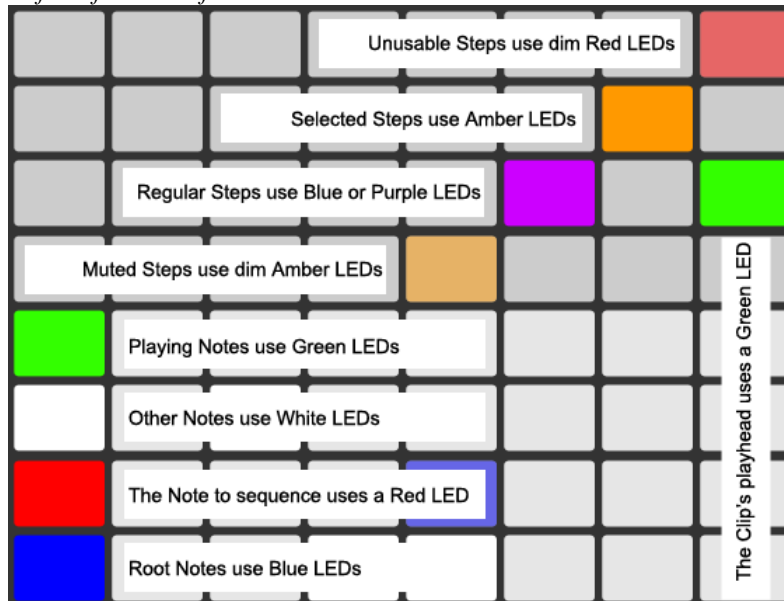 Unusable Steps use dim Red LEDs
Selected Steps use Amber LEDs
Regular Steps use Blue or Purple LEDs
Muted Steps use dim Amber LEDs
Playing Notes use Green LEDs
Other Notes use White LEDs
The Note to sequence uses a Red LED
Root Notes use Blue LEDs
The Clip's playhead uses a Green LED